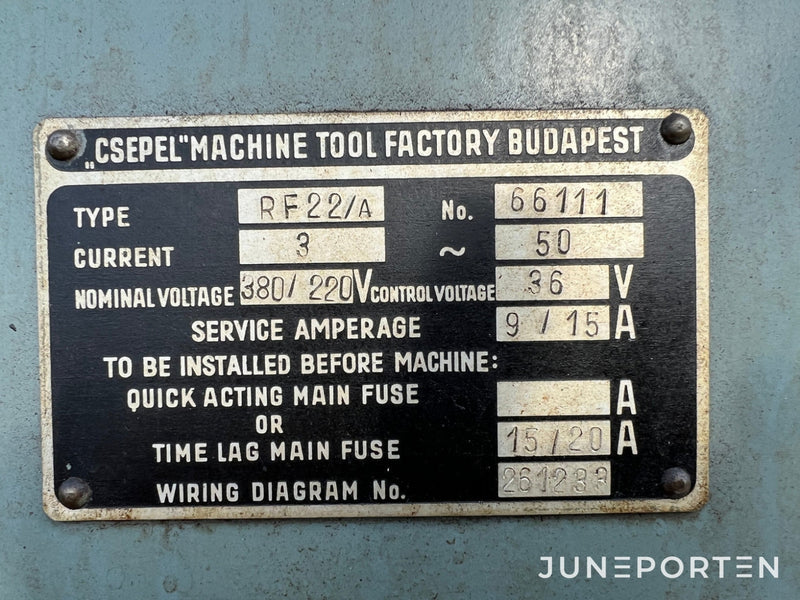 „CSEPEL" MACHINE TOOL FACTORY BUDAPEST
TYPE RF22/A No. 66111
CURRENT 3 ~ 50
NOMINAL VOLTAGE 380/220 V CONTROL VOLTAGE 36 V
SERVICE AMPERAGE 9/15 A
TO BE INSTALLED BEFORE MACHINE:
QUICK ACTING MAIN FUSE A
OR
TIME LAG MAIN FUSE 15/20 A
WIRING DIAGRAM No. 261233
JUNEPORTEN